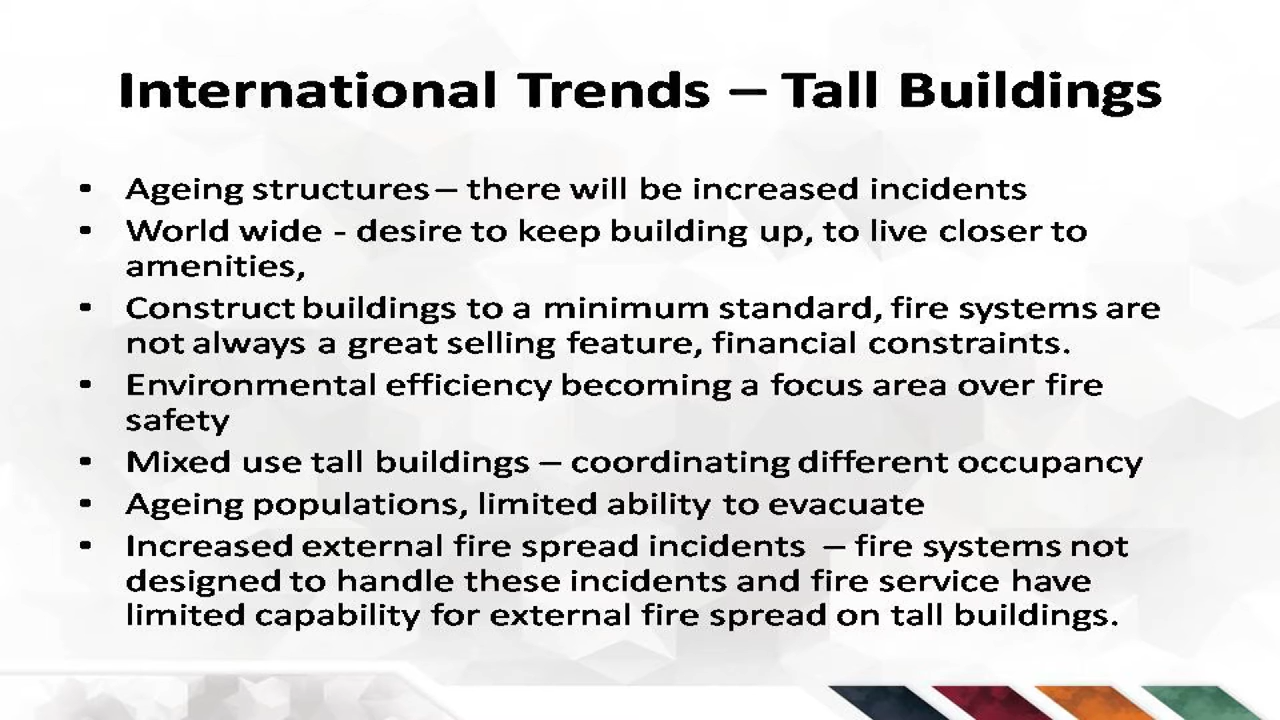 International Trends – Tall Buildings
• Ageing structures – there will be increased incidents
• World wide - desire to keep building up, to live closer to
amenities,
• Construct buildings to a minimum standard, fire systems are
not always a great selling feature, financial constraints.
• Environmental efficiency becoming a focus area over fire
safety
• Mixed use tall buildings – coordinating different occupancy
• Ageing populations, limited ability to evacuate
• Increased external fire spread incidents – fire systems not
designed to handle these incidents and fire service have
limited capability for external fire spread on tall buildings.